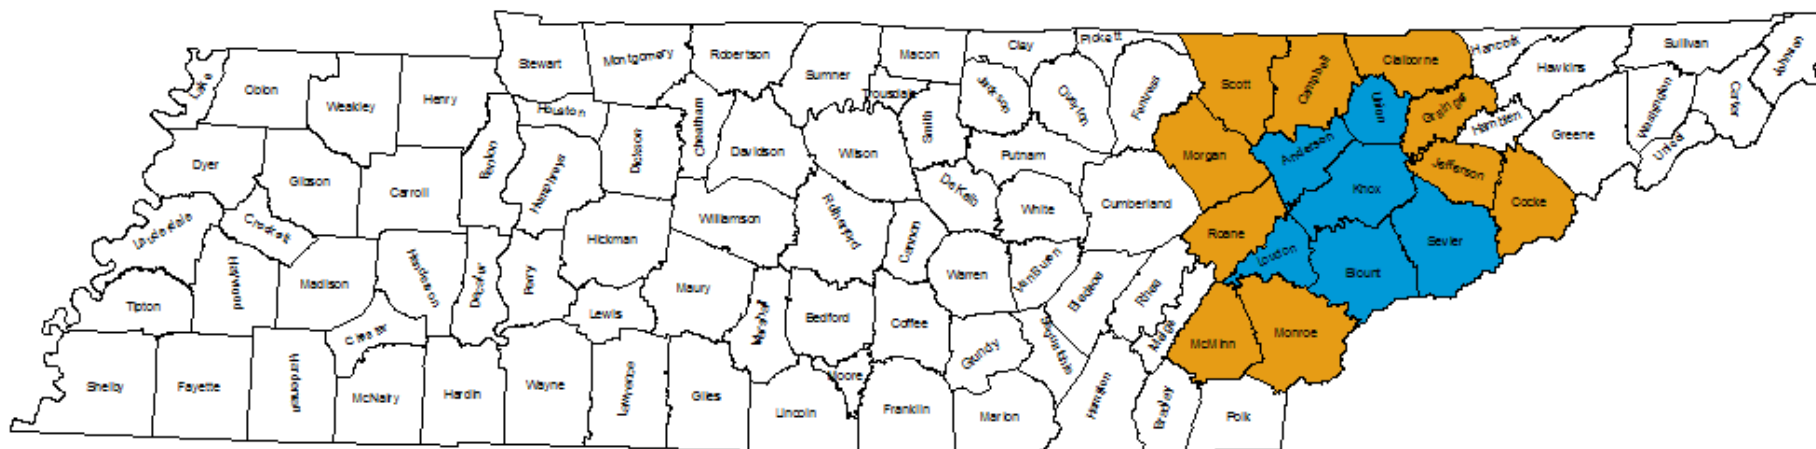 Lake
Obion
Weakley
Henry
Stewart
Montgomery
Robertson
Sumner
Macon
Trousdale
Clay
Pickett
Jackson
Overton
Fentress
Scott
Campbell
Claiborne
Hancock
Hawkins
Sullivan
Johnson
Carter
Washington
Unicoi
Greene
Hamblen
Grainger
Union
Anderson
Jefferson
Cocke
Knox
Morgan
Dyer
Gibson
Carroll
Benton
Houston
Humphreys
Dickson
Cheatham
Davidson
Wilson
Smith
Putnam
DeKalb
White
Cumberland
Roane
Loudon
Blount
Sevier
Lauderdale
Crockett
Haywood
Madison
Henderson
Decatur
Perry
Hickman
Williamson
Rutherford
Cannon
Warren
VanBuren
Bledsoe
Rhea
Tipton
Chester
Lewis
Maury
Marshall
Bedford
Coffee
Grundy
Sequatchie
Meigs
McMinn
Monroe
Shelby
Fayette
Hardeman
McNairy
Hardin
Wayne
Lawrence
Giles
Lincoln
Moore
Franklin
Marion
Hamilton
Bradley
Polk